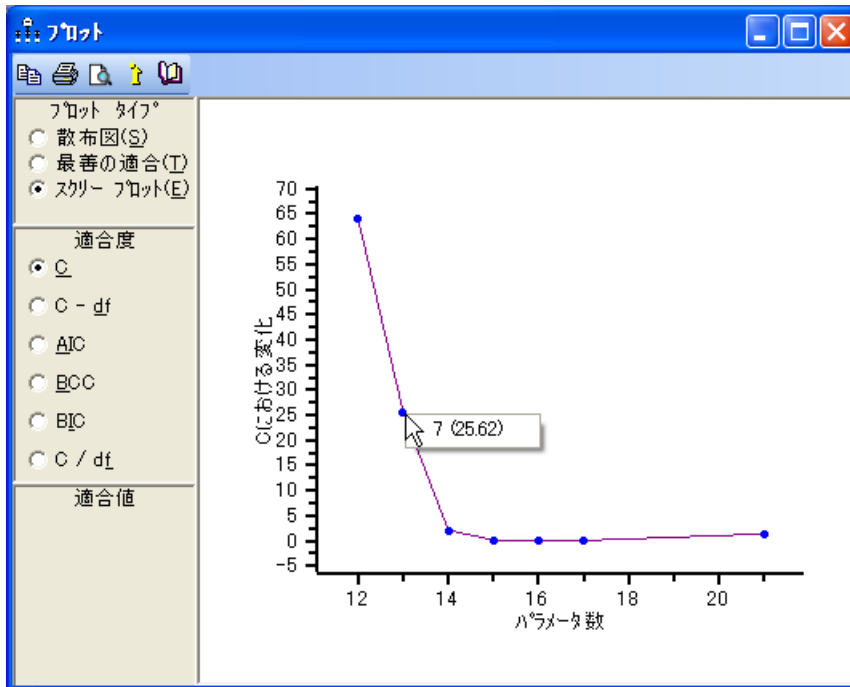 プロット
プロット タイプ
散布図(S)
最善の適合(T)
スクリー プロット(E)
適合度
C
C - df
AIC
BCC
BIC
C / df
適合値
Cにおける変化
70
65
60
55
50
45
40
35
30
25
20
15
10
5
0
-5
7 (25.62)
12 14 16 18 20
パラメータ数